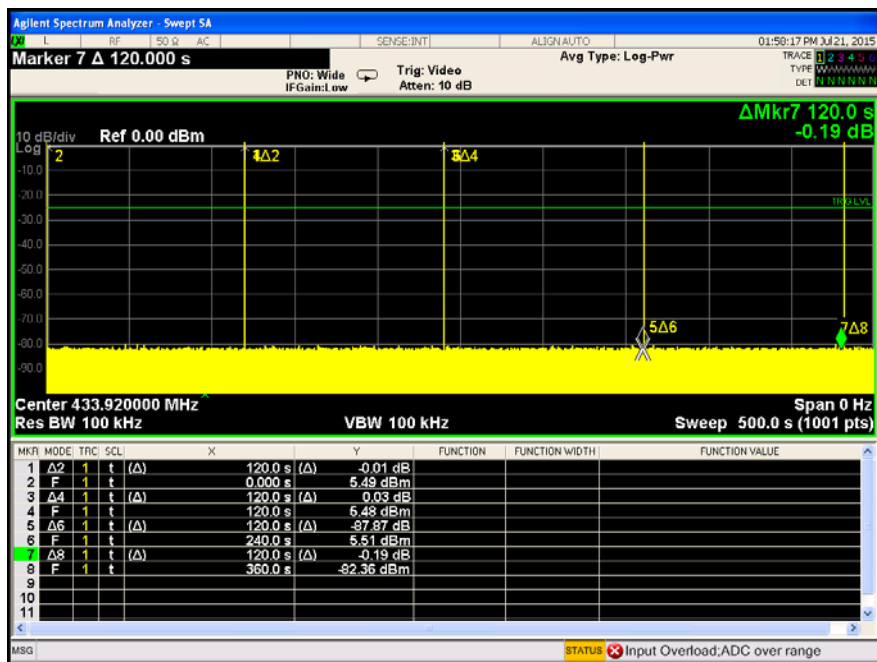 Agilent Spectrum Analyzer - Swept SA
L RF 50 Ω AC SENSE:INT ALIGN AUTO 01:50:17 PM Jul 21, 2015
Marker 7 Δ 120.000 s
PNO: Wide
IFGain:Low
Trig: Video
Atten: 10 dB
Avg Type: Log-Pwr
TRACE 1 2 3 4 5 6
TYPE WWWWWW
DET N N N N N N
ΔMkr7 120.0 s
-0.19 dB
10 dB/div Ref 0.00 dBm
Log
2 1Δ2 3Δ4
-10.0
-20.0
TRIG LVL
-30.0
-40.0
-50.0
-60.0
-70.0
5Δ6 7Δ8
-80.0
-90.0
Center 433.920000 MHz Span 0 Hz
Res BW 100 kHz VBW 100 kHz Sweep 500.0 s (1001 pts)
MKR MODE TRC SCL X Y FUNCTION FUNCTION WIDTH FUNCTION VALUE
1 Δ2 1 t (Δ) 120.0 s (Δ) -0.01 dB
2 F 1 t 0.000 s 5.49 dBm
3 Δ4 1 t (Δ) 120.0 s (Δ) 0.03 dB
4 F 1 t 120.0 s 5.48 dBm
5 Δ6 1 t (Δ) 120.0 s (Δ) -87.87 dB
6 F 1 t 240.0 s 5.51 dBm
7 Δ8 1 t (Δ) 120.0 s (Δ) -0.19 dB
8 F 1 t 360.0 s -82.36 dBm
9
10
11
MSG STATUS Input Overload;ADC over range